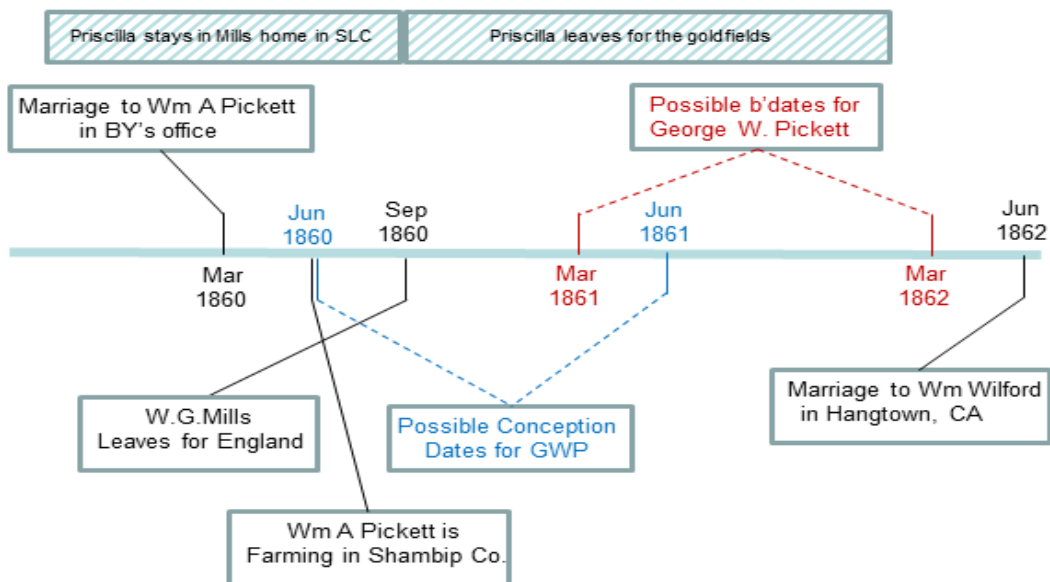 Priscilla stays in Mills home in SLC
Priscilla leaves for the goldfields
Marriage to Wm A Pickett
in BY's office
Possible b'dates for
George W. Pickett
Jun
1860
Sep
1860
Jun
1861
Jun
1862
Mar
1860
Mar
1861
Mar
1862
W.G.Mills
Leaves for England
Possible Conception
Dates for GWP
Marriage to Wm Wilford
in Hangtown, CA
Wm A Pickett is
Farming in Shambip Co.